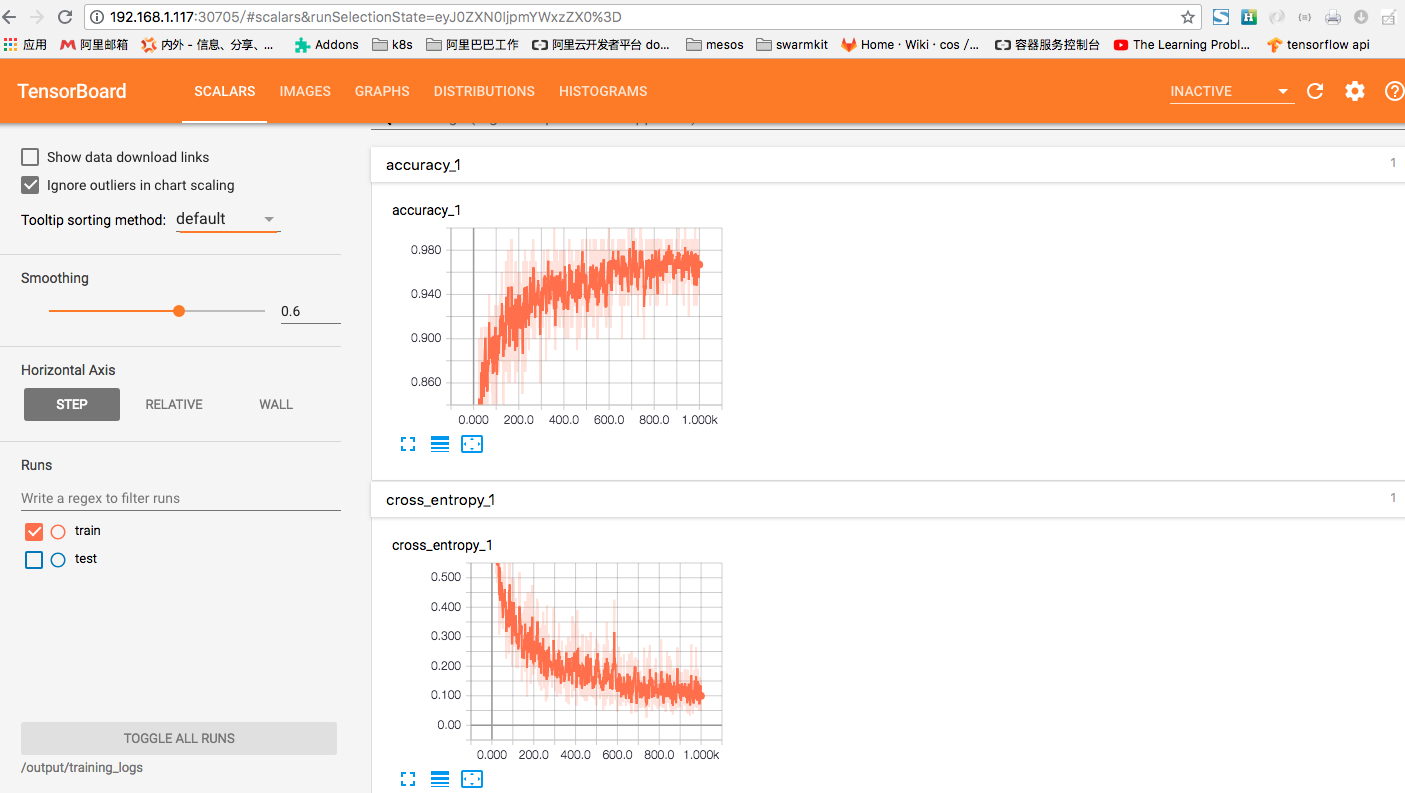 192.168.1.117:30705/#scalars&runSelectionState=eyJ0ZXN0IjpmYWxzZX0%3D
应用 阿里邮箱 内外 - 信息、分享、... Addons k8s 阿里巴巴工作 阿里云开发者平台 do... mesos swarmkit Home · Wiki · cos /... 容器服务控制台 The Learning Probl... tensorflow api
TensorBoard SCALARS IMAGES GRAPHS DISTRIBUTIONS HISTOGRAMS INACTIVE
Show data download links
Ignore outliers in chart scaling
Tooltip sorting method: default
Smoothing
0.6
Horizontal Axis
STEP RELATIVE WALL
Runs
Write a regex to filter runs
train
test
TOGGLE ALL RUNS
/output/training_logs
accuracy_1 1
accuracy_1
0.980
0.940
0.900
0.860
0.000 200.0 400.0 600.0 800.0 1.000k
cross_entropy_1 1
cross_entropy_1
0.500
0.400
0.300
0.200
0.100
0.00
0.000 200.0 400.0 600.0 800.0 1.000k